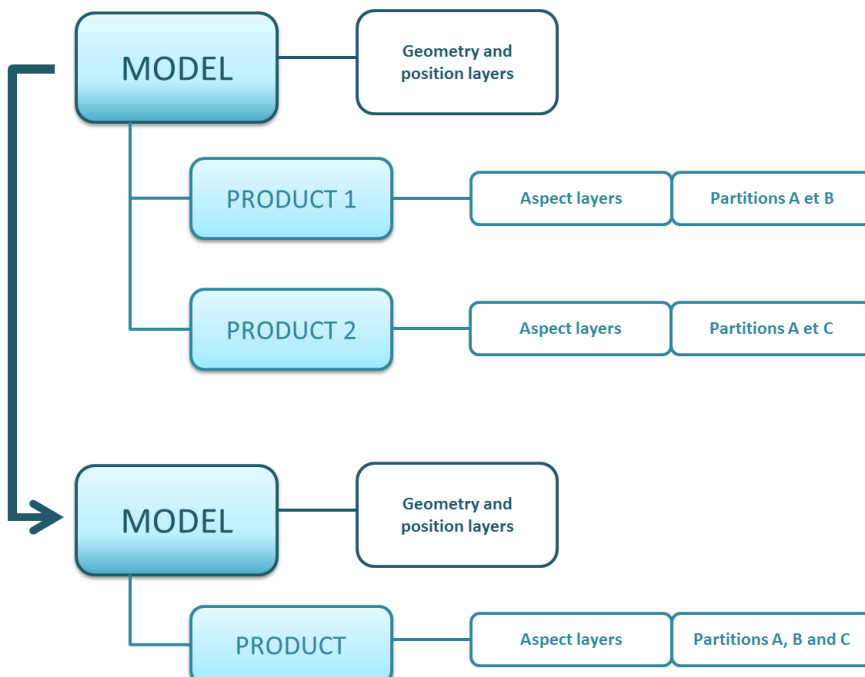 MODEL
Geometry and
position layers
PRODUCT 1
Aspect layers
Partitions A et B
PRODUCT 2
Aspect layers
Partitions A et C
MODEL
Geometry and
position layers
PRODUCT
Aspect layers
Partitions A, B and C